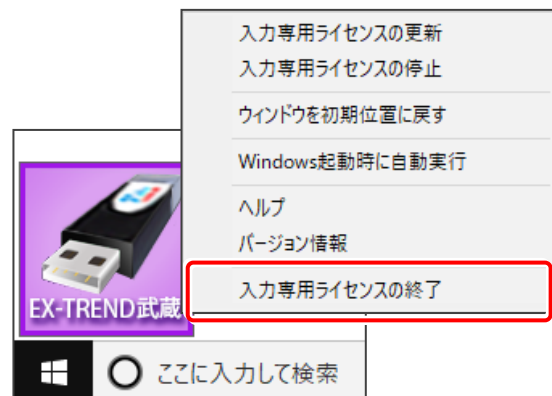 入力専用ライセンスの更新
入力専用ライセンスの停止
ウィンドウを初期位置に戻す
Windows起動時に自動実行
ヘルプ
バージョン情報
入力専用ライセンスの終了
EX-TREND武蔵
ここに入力して検索